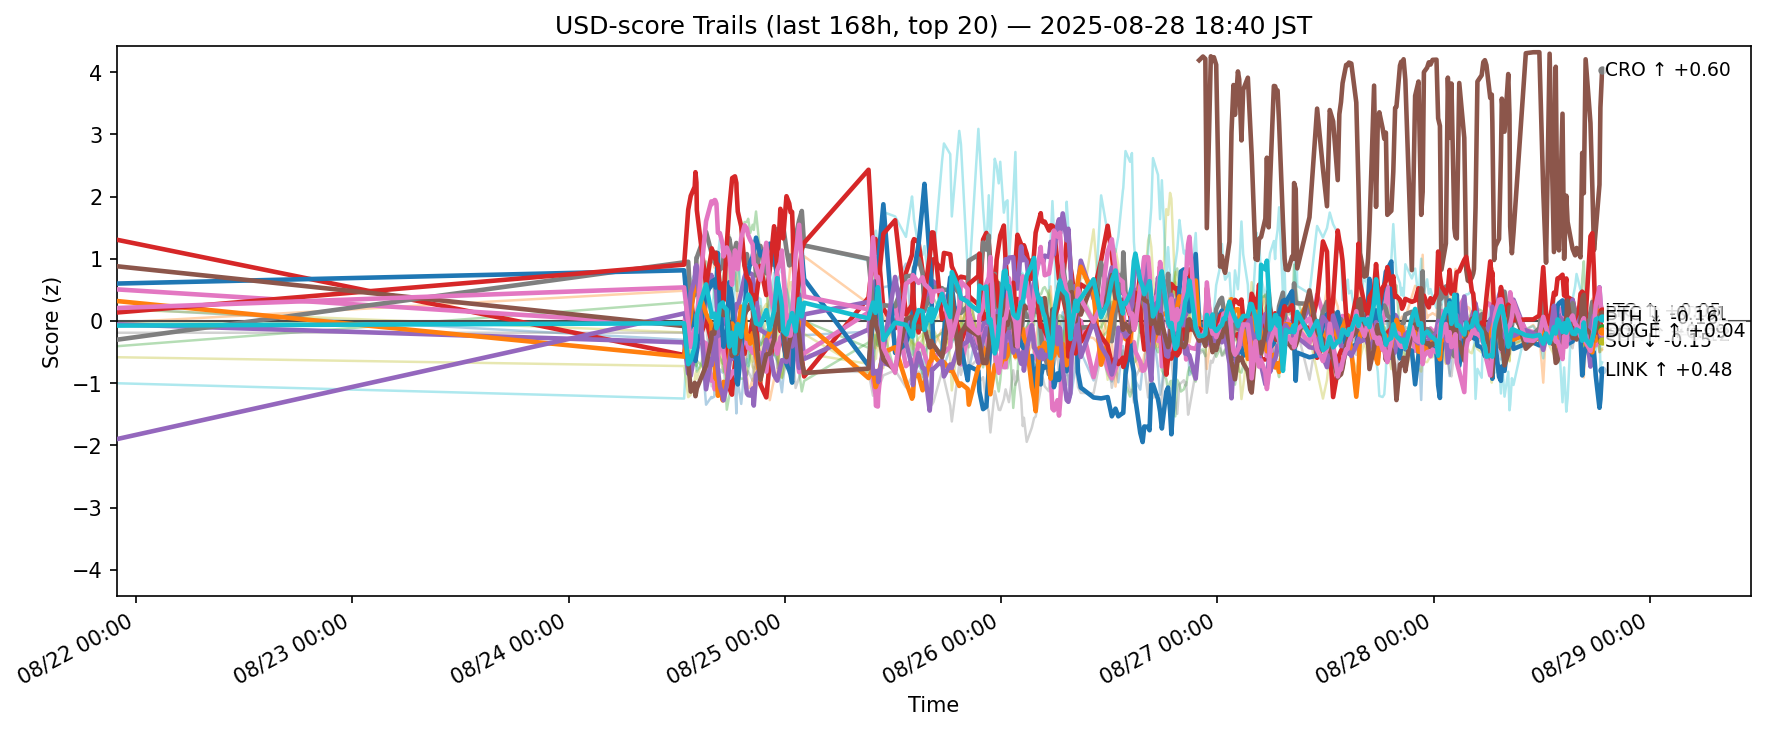 USD-score Trails (last 168h, top 20) — 2025-08-28 18:40 JST
4
3
2
1
0
−1
−2
−3
−4
Score (z)
CRO ↑ +0.60
ETH ↓ -0.16
DOGE ↑ +0.04
SUI ↓ -0.15
LINK ↑ +0.48
08/22 00:00
08/23 00:00
08/24 00:00
08/25 00:00
08/26 00:00
08/27 00:00
08/28 00:00
08/29 00:00
Time